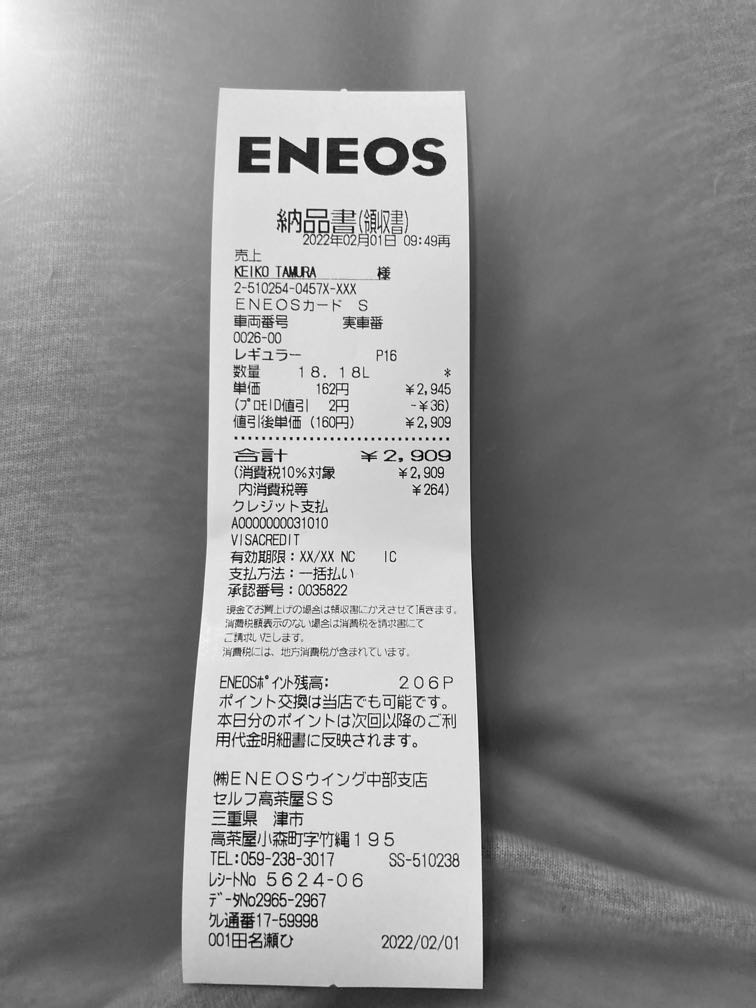 ENEOS
納品書(領収書)
2022年02月01日 09:49再
売上
KEIKO TAMURA 様
2-510254-0457X-XXX
ENEOSカード S
車両番号 実車番
0026-00
レギュラー P16
数量 18.18L *
単価 162円 ¥2,945
(プロモID値引 2円 -¥36)
値引後単価 (160円) ¥2,909
合計 ¥2,909
(消費税10%対象 ¥2,909
内消費税等 ¥264)
クレジット支払
A0000000031010
VISACREDIT
有効期限：XX/XX NC IC
支払方法：一括払い
承認番号：0035822
現金でお買上げの場合は領収書にかえさせて頂きます。
消費税額表示のない場合は消費税を請求書にて
ご請求いたします。
消費税には、地方消費税が含まれています。
ENEOSポイント残高: 206P
ポイント交換は当店でも可能です。
本日分のポイントは次回以降のご利
用代金明細書に反映されます。
㈱ENEOSウイング中部支店
セルフ高茶屋SS
三重県 津市
高茶屋小森町字竹縄195
TEL:059-238-3017 SS-510238
レシートNo 5624-06
データNo2965-2967
クレ通番17-59998
001田名瀬ひ 2022/02/01